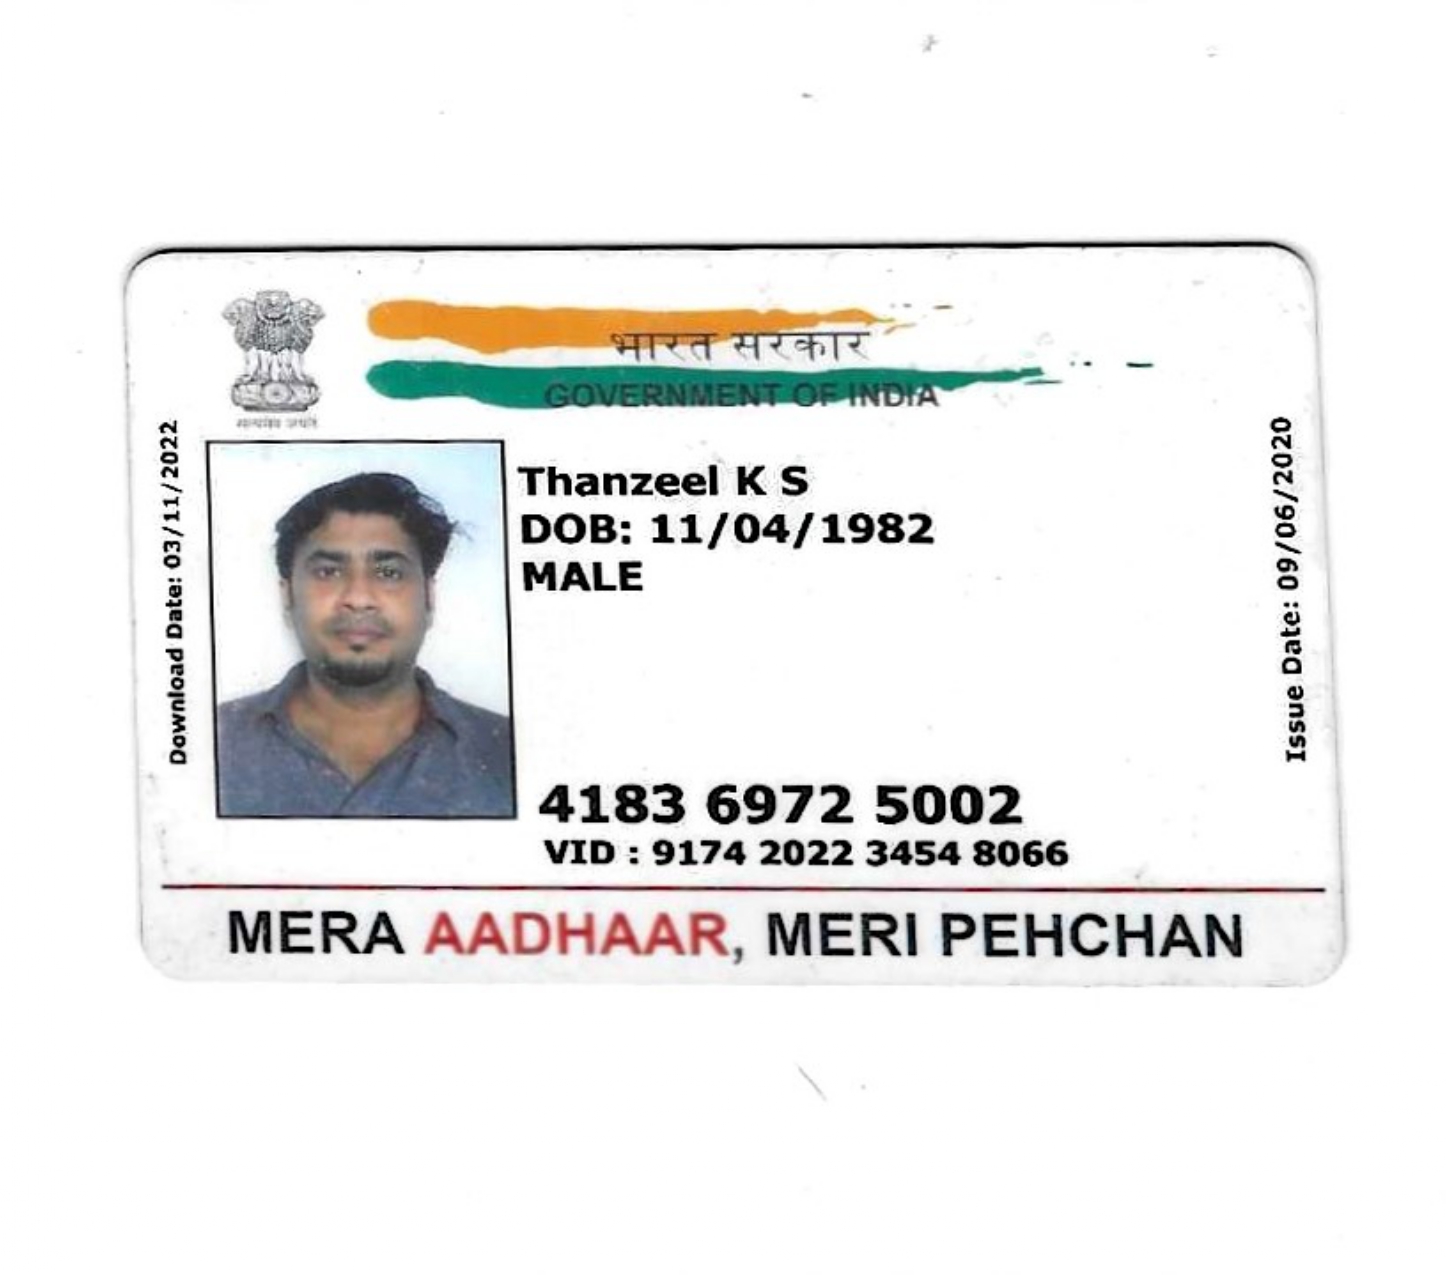 भारत सरकार
GOVERNMENT OF INDIA
सत्यमेव जयते
Download Date: 03/11/2022
Thanzeel K S
DOB: 11/04/1982
MALE
Issue Date: 09/06/2020
4183 6972 5002
VID : 9174 2022 3454 8066
MERA AADHAAR, MERI PEHCHAN